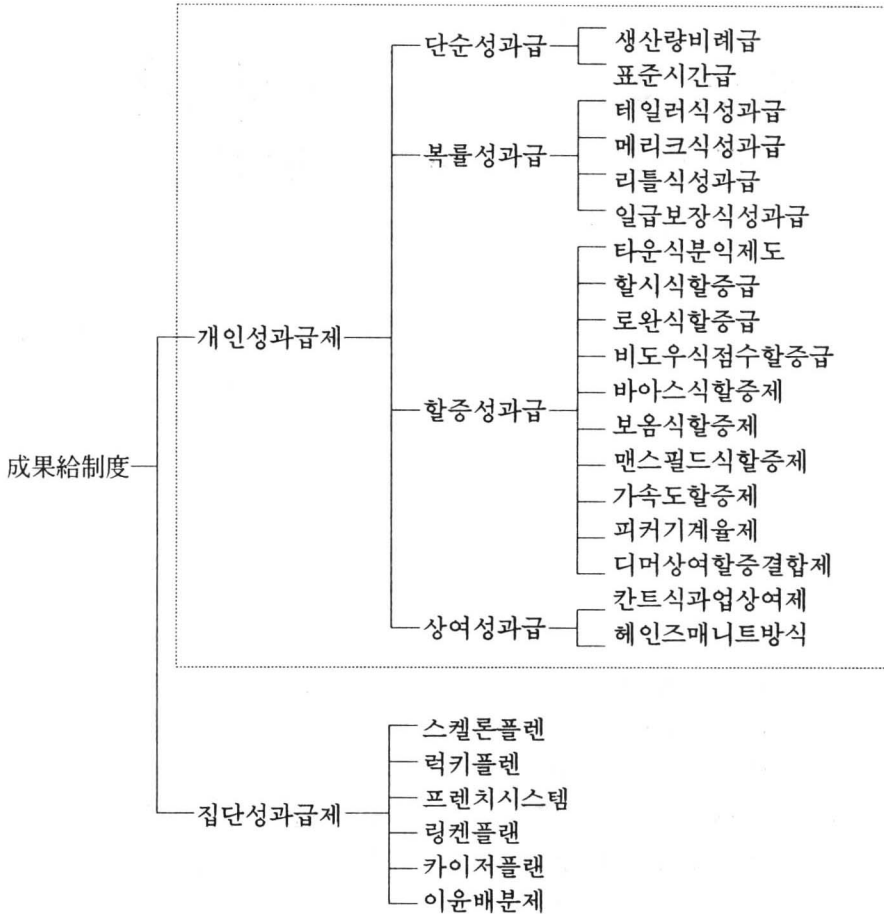 단순성과급
생산량비례급
표준시간급
복률성과급
테일러식성과급
메리크식성과급
리틀식성과급
일급보장식성과급
개인성과급제
할증성과급
타운식분익제도
할시식할증급
로완식할증급
비도우식점수할증급
바아스식할증제
보옴식할증제
맨스필드식할증제
가속도할증제
피커기계율제
디머상여할증결합제
成果給制度
상여성과급
칸트식과업상여제
헤인즈매니트방식
집단성과급제
스켈론플렌
럭키플렌
프렌치시스템
링켄플랜
카이저플랜
이윤배분제